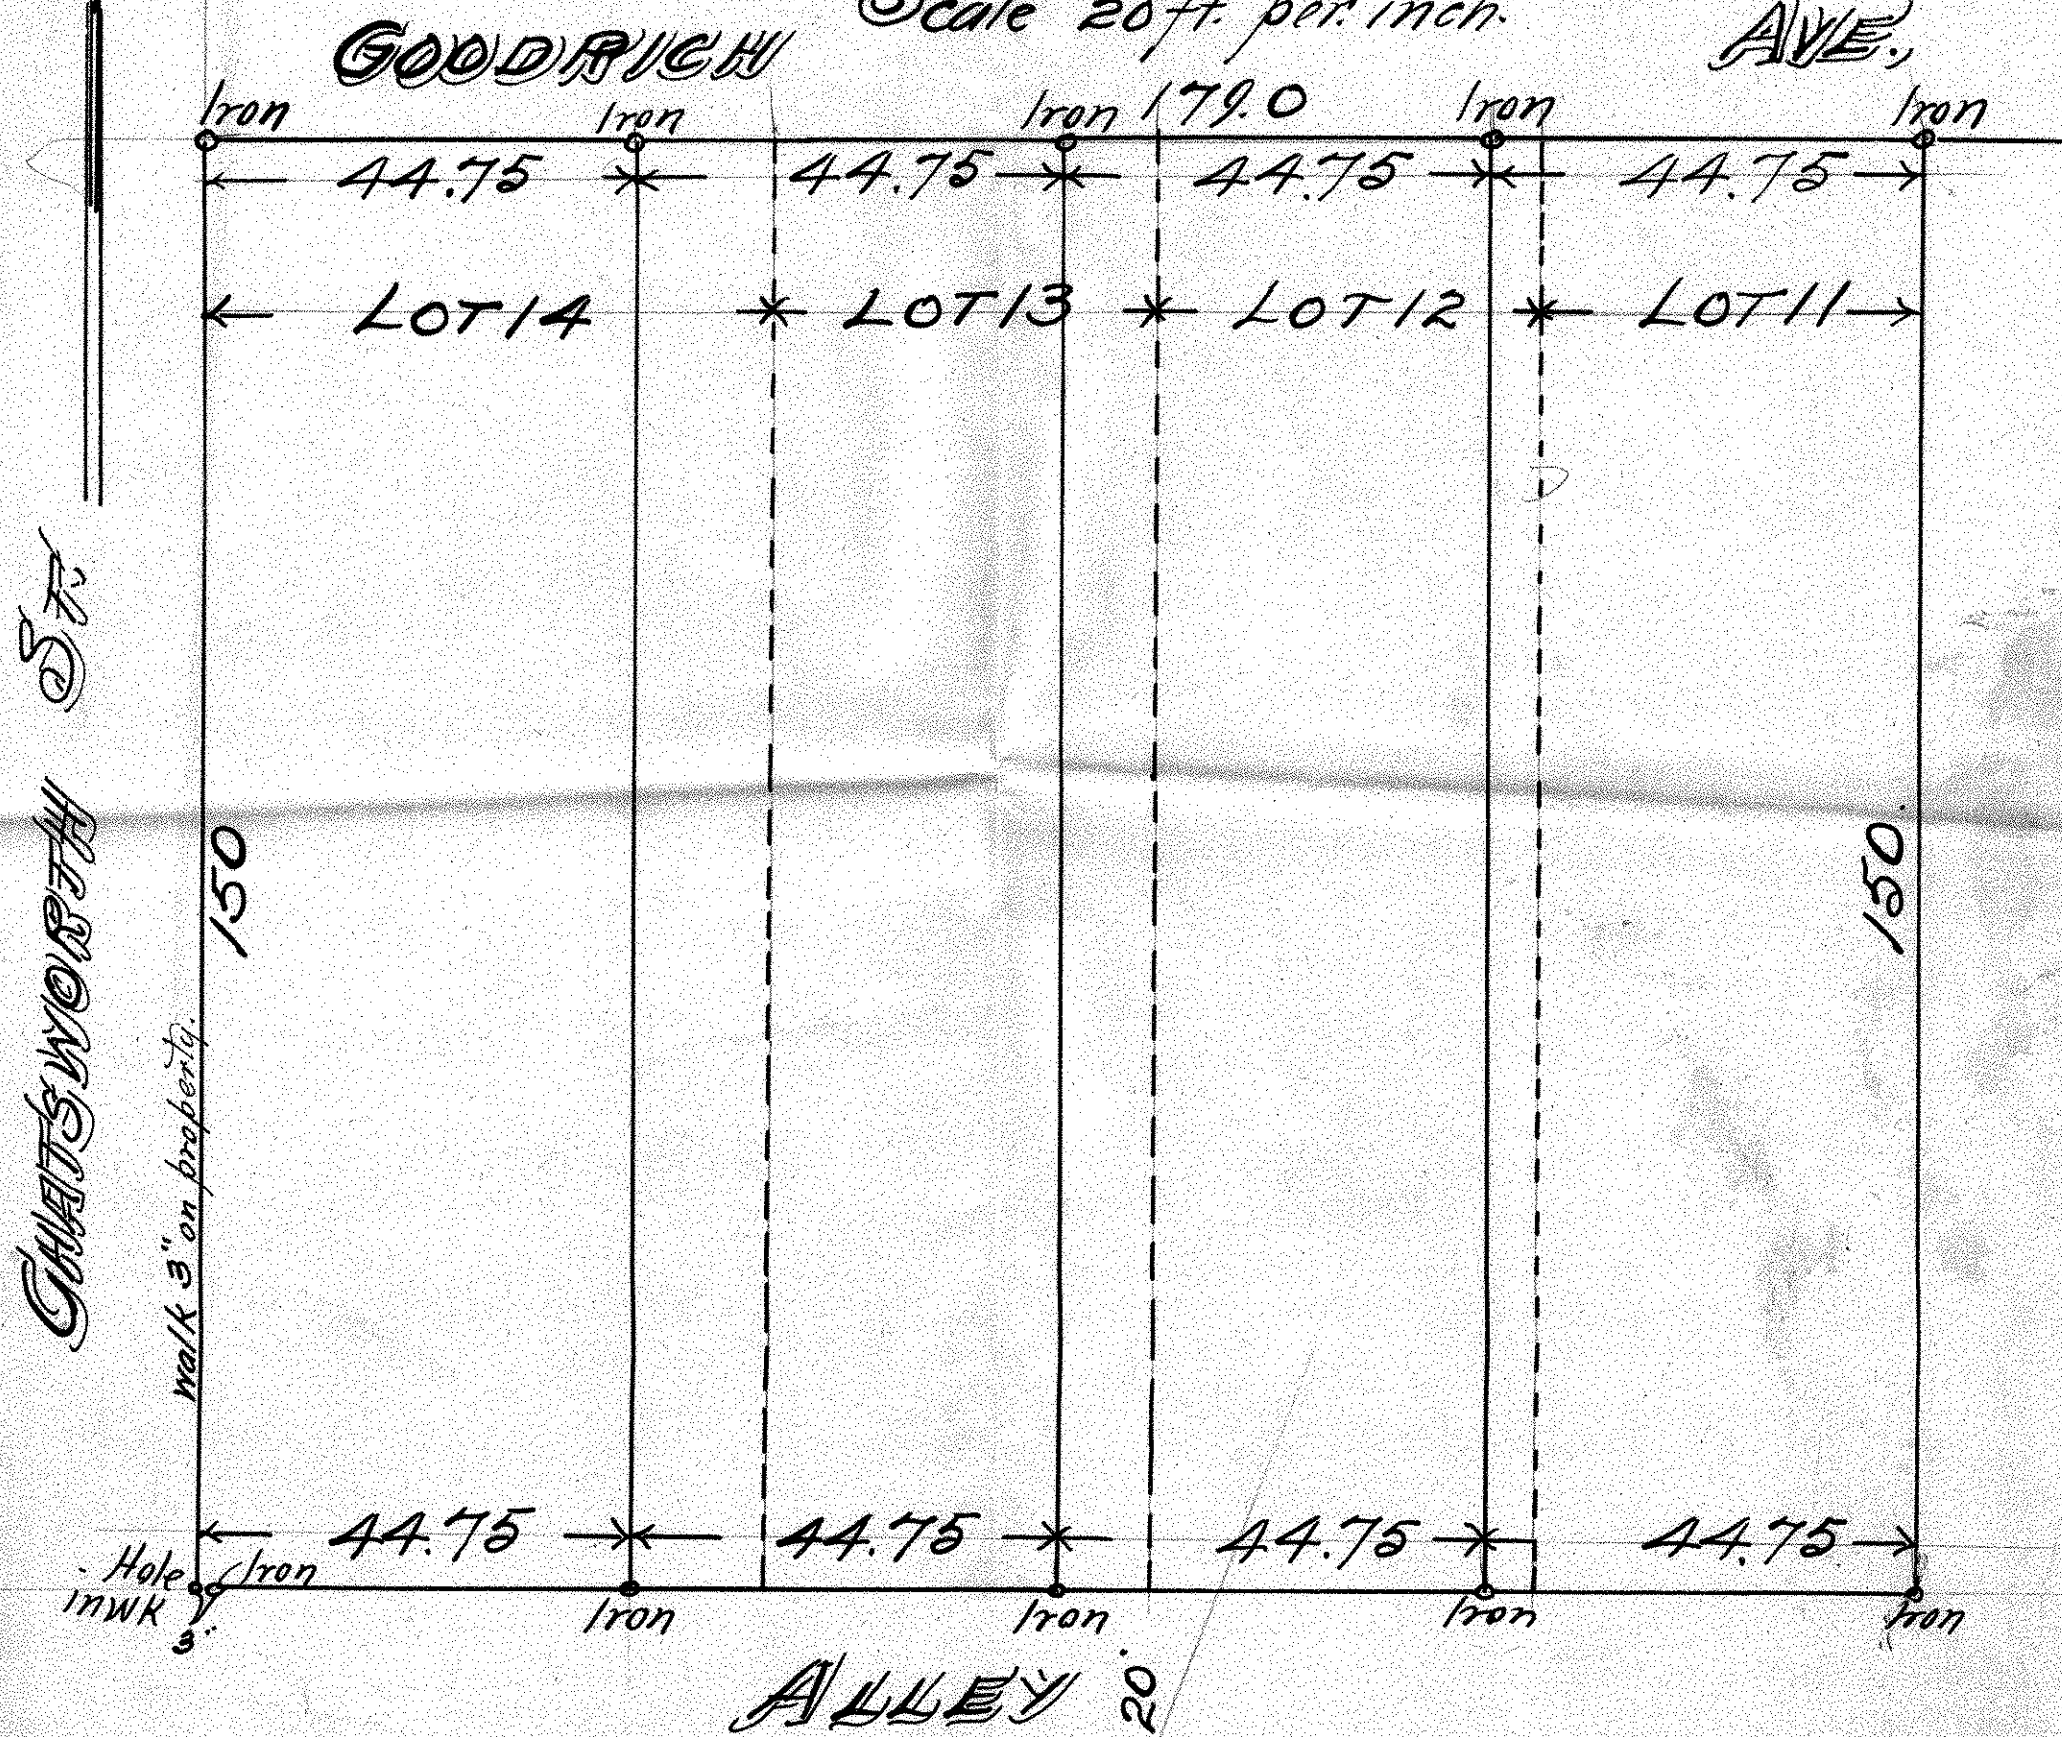 Scale 20 ft. per. inch.
GOODRICH AVE.
Iron Iron Iron 179.0 Iron Iron
44.75 44.75 44.75 44.75
LOT 14 LOT 13 LOT 12 LOT 11
CHATSWORTH ST.
150
150.
walk 3" on property.
44.75 44.75 44.75 44.75
Hole Iron
in WK
3"
Iron Iron Iron Iron
ALLEY 20.